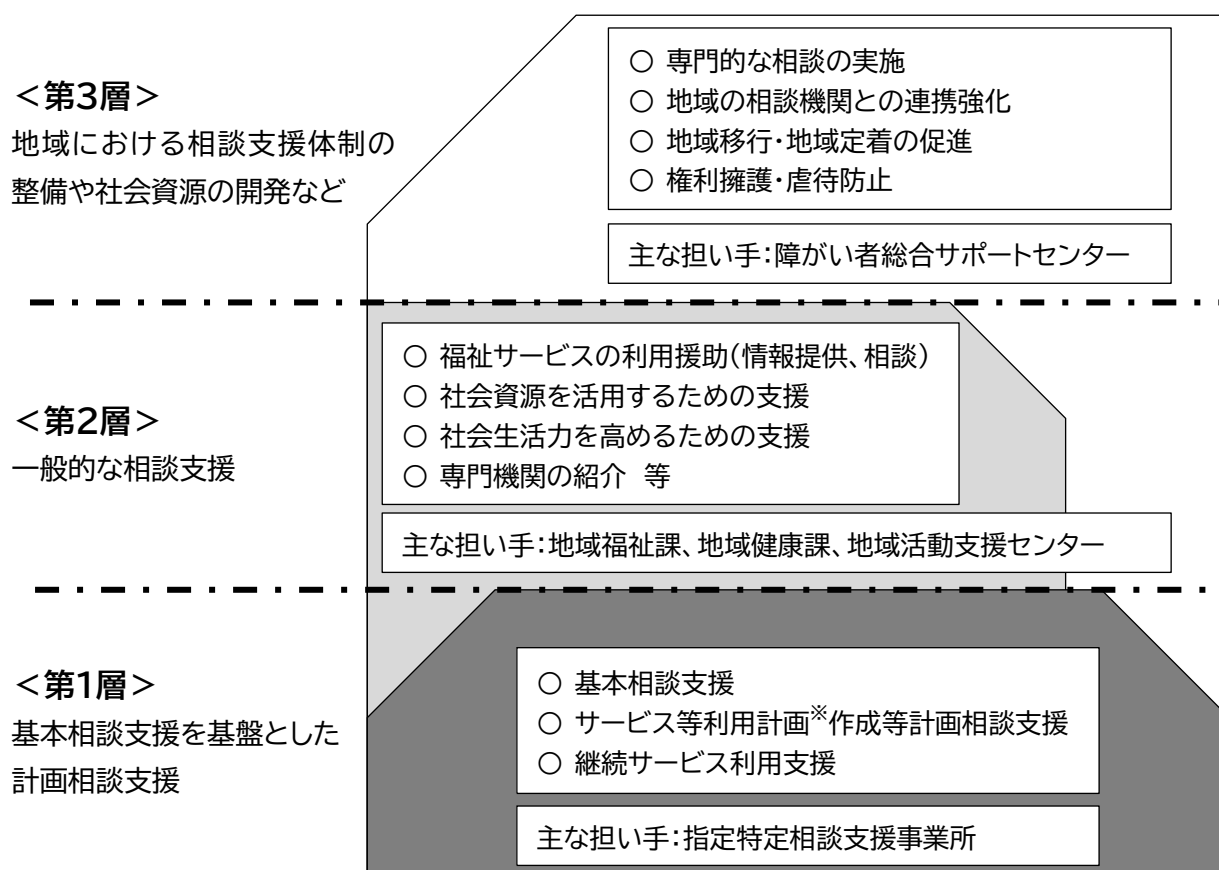 <第3層>
地域における相談支援体制の
整備や社会資源の開発など
○ 専門的な相談の実施
○ 地域の相談機関との連携強化
○ 地域移行・地域定着の促進
○ 権利擁護・虐待防止
主な担い手：障がい者総合サポートセンター
<第2層>
一般的な相談支援
○ 福祉サービスの利用援助(情報提供、相談)
○ 社会資源を活用するための支援
○ 社会生活力を高めるための支援
○ 専門機関の紹介　等
主な担い手：地域福祉課、地域健康課、地域活動支援センター
<第1層>
基本相談支援を基盤とした
計画相談支援
○ 基本相談支援
○ サービス等利用計画※作成等計画相談支援
○ 継続サービス利用支援
主な担い手：指定特定相談支援事業所